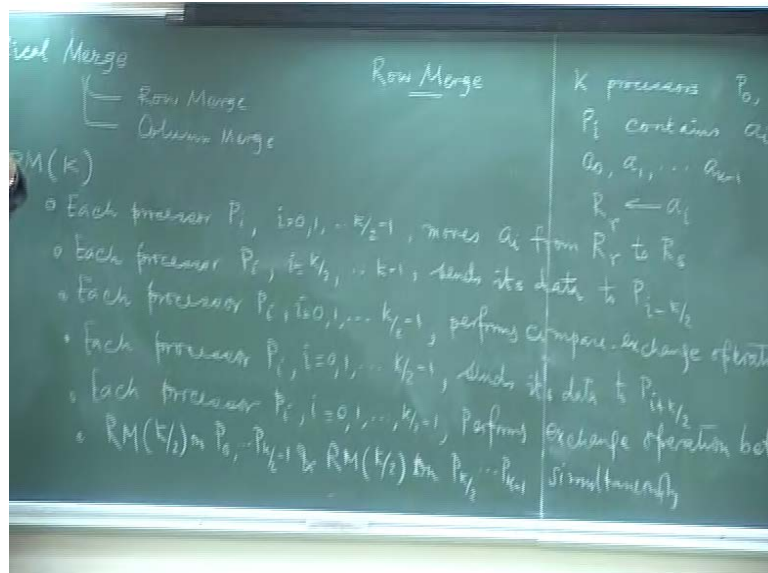 ical Merge
Row Merge
Column Merge
Row Merge
K processors P0,
Pi contains ai
a0, a1, ... an-1
Rr ← ai
RM(K)
Each processor Pi, i=0,1, .. k/2-1, moves ai from Rr to Rs
Each processor Pi, i= k/2, .. k-1, sends its data to Pi-k/2
Each processor Pi, i=0,1, ... k/2-1, performs compare-exchange operat
Each processor Pi, i=0,1, ... k/2-1, sends its data to Pi+k/2
Each processor Pi, i=0,1, ..., k/2-1, Performs exchange operation bet
RM(k/2) on P0, ..Pk/2-1 & RM(k/2) on Pk/2 ... Pk-1 simultaneously